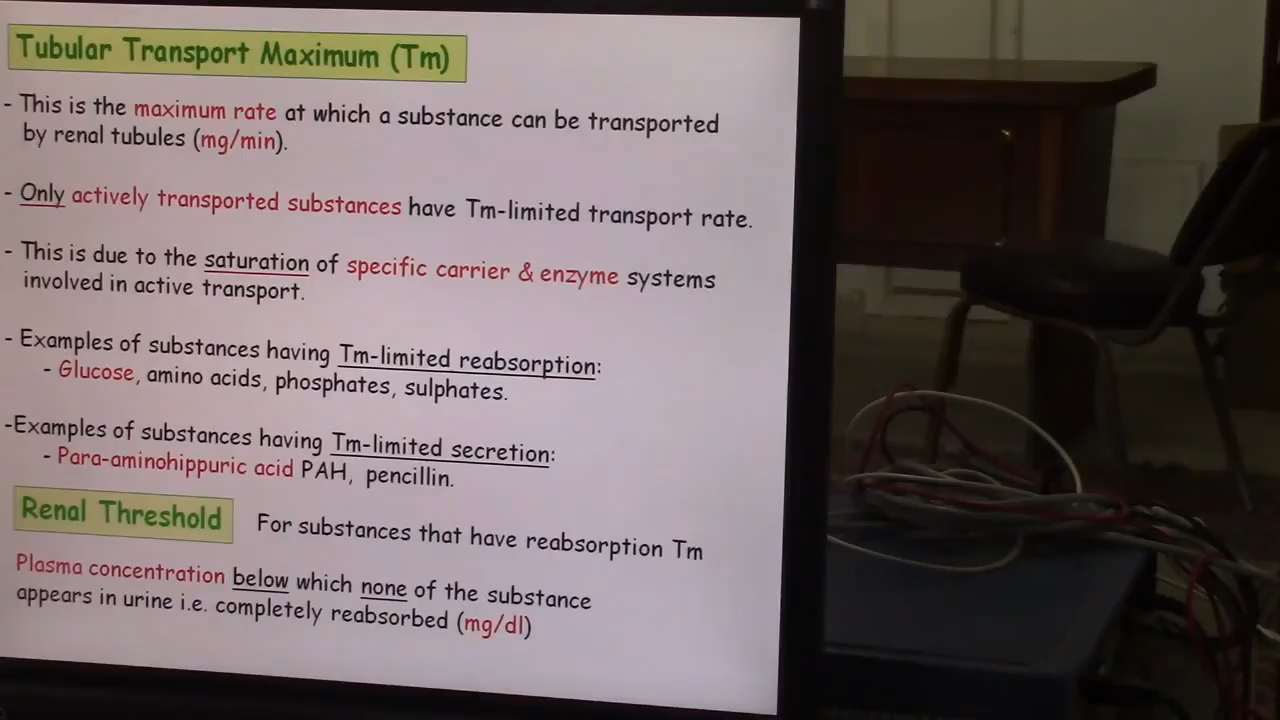 Tubular Transport Maximum (Tm)
- This is the maximum rate at which a substance can be transported
by renal tubules (mg/min).
- Only actively transported substances have Tm-limited transport rate.
- This is due to the saturation of specific carrier & enzyme systems
involved in active transport.
- Examples of substances having Tm-limited reabsorption:
- Glucose, amino acids, phosphates, sulphates.
-Examples of substances having Tm-limited secretion:
- Para-aminohippuric acid PAH, pencillin.
Renal Threshold For substances that have reabsorption Tm
Plasma concentration below which none of the substance
appears in urine i.e. completely reabsorbed (mg/dl)